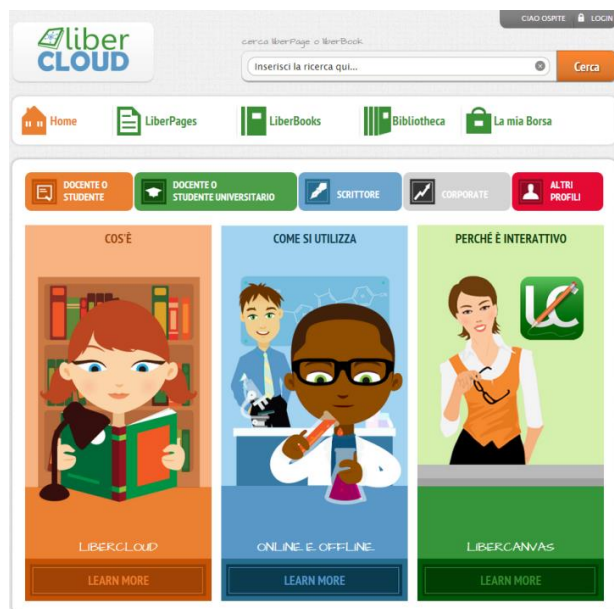 CIAO OSPITE LOGIN
liber
CLOUD
cerca liberPage o liberBook
Inserisci la ricerca qui...
Cerca
Home LiberPages LiberBooks Bibliotheca La mia Borsa
DOCENTE O
STUDENTE
DOCENTE O
STUDENTE UNIVERSITARIO
SCRITTORE
CORPORATE
ALTRI
PROFILI
COS'È COME SI UTILIZZA PERCHÉ È INTERATTIVO
LC
LIBERCLOUD ONLINE E OFFLINE LIBERCANVAS
LEARN MORE LEARN MORE LEARN MORE